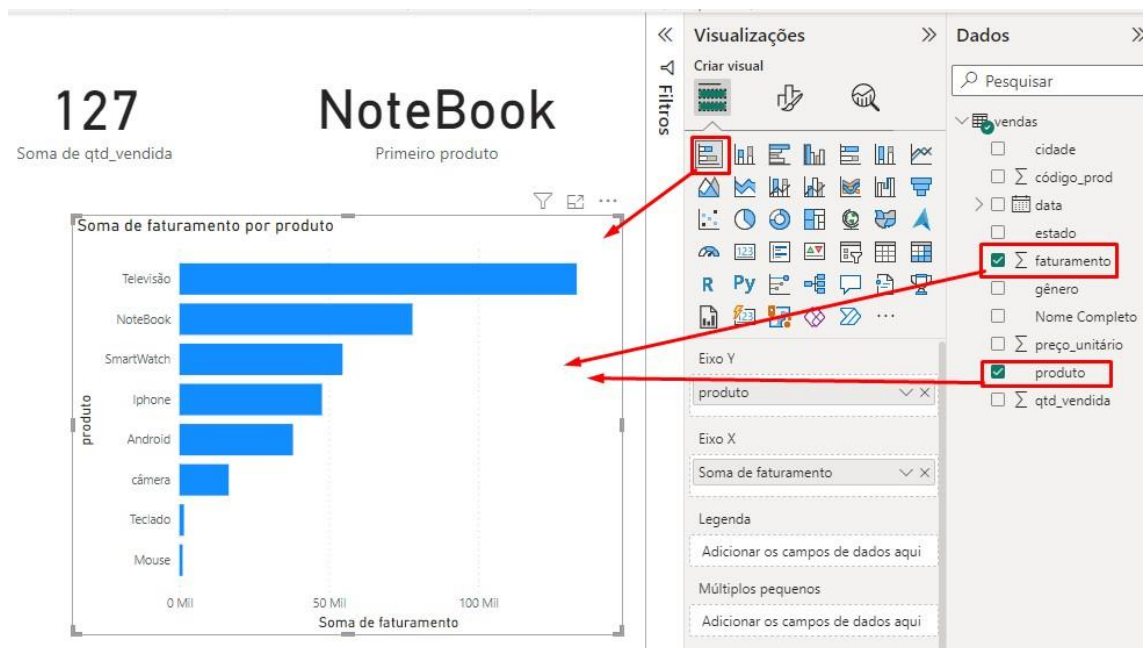 127
Soma de qtd_vendida
NoteBook
Primeiro produto
Soma de faturamento por produto
produto
Televisão
NoteBook
SmartWatch
Iphone
Android
câmera
Teclado
Mouse
0 Mil
50 Mil
100 Mil
Soma de faturamento
Filtros
Visualizações
Criar visual
123
R
Py
123
Eixo Y
produto
Eixo X
Soma de faturamento
Legenda
Adicionar os campos de dados aqui
Múltiplos pequenos
Adicionar os campos de dados aqui
Dados
Pesquisar
vendas
cidade
∑ código_prod
data
estado
∑ faturamento
gênero
Nome Completo
∑ preço_unitário
produto
∑ qtd_vendida